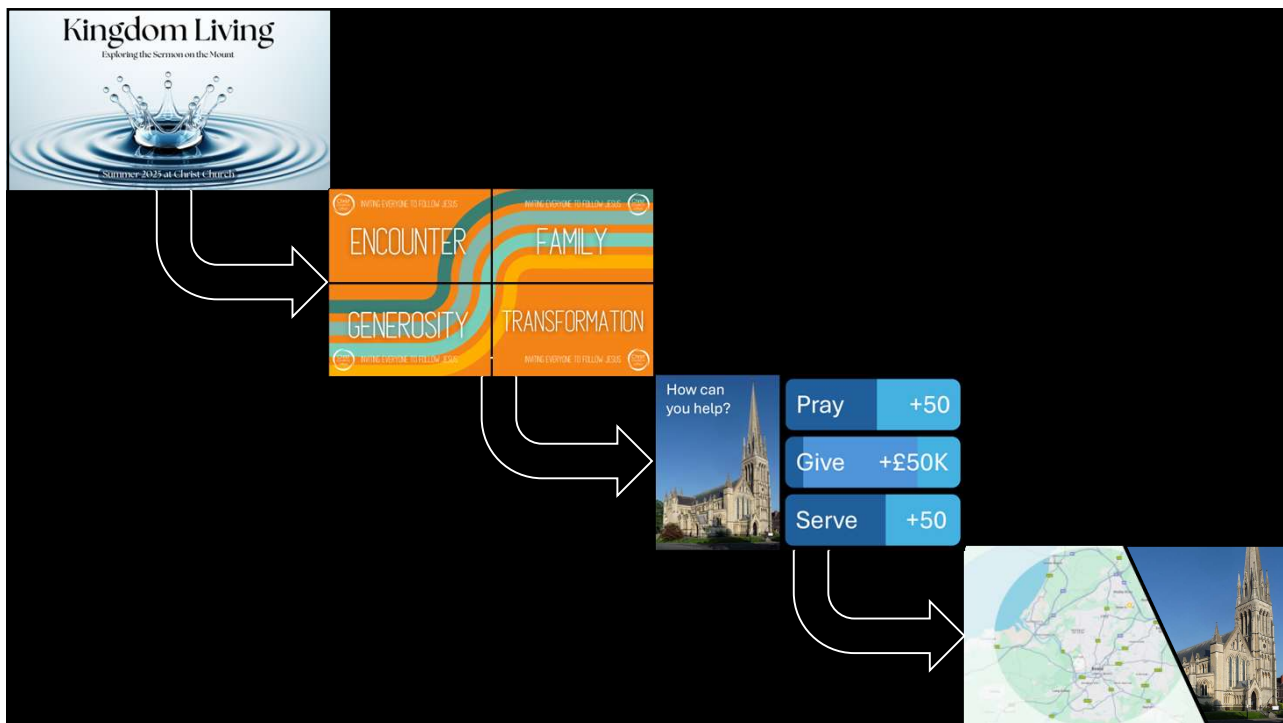 Kingdom Living
Exploring the Sermon on the Mount
Summer 2025 at Christ Church
INVITING EVERYONE TO FOLLOW JESUS
ENCOUNTER
INVITING EVERYONE TO FOLLOW JESUS
FAMILY
GENEROSITY
INVITING EVERYONE TO FOLLOW JESUS
TRANSFORMATION
INVITING EVERYONE TO FOLLOW JESUS
How can
you help?
Pray +50
Give +£50K
Serve +50